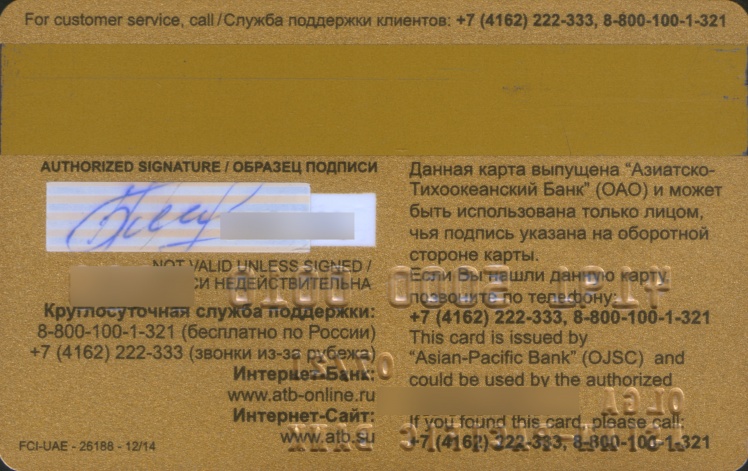 For customer service, call / Служба поддержки клиентов: +7 (4162) 222-333, 8-800-100-1-321
AUTHORIZED SIGNATURE / ОБРАЗЕЦ ПОДПИСИ
NOT VALID UNLESS SIGNED /
НЕДЕЙСТВИТЕЛЬНА
Круглосуточная служба поддержки:
8-800-100-1-321 (бесплатно по России)
+7 (4162) 222-333 (звонки из-за рубежа)
Интернет-Банк:
www.atb-online.ru
Интернет-Сайт:
www.atb.su
FCI-UAE - 26188 - 12/14
Данная карта выпущена "Азиатско-
Тихоокеанский Банк" (ОАО) и может
быть использована только лицом,
чья подпись указана на оборотной
стороне карты.
Если Вы нашли данную карту,
позвоните по телефону:
+7 (4162) 222-333, 8-800-100-1-321
This card is issued by
"Asian-Pacific Bank" (OJSC) and
could be used by the authorized
If you found this card, please call:
+7 (4162) 222-333, 8-800-100-1-321
OLGA